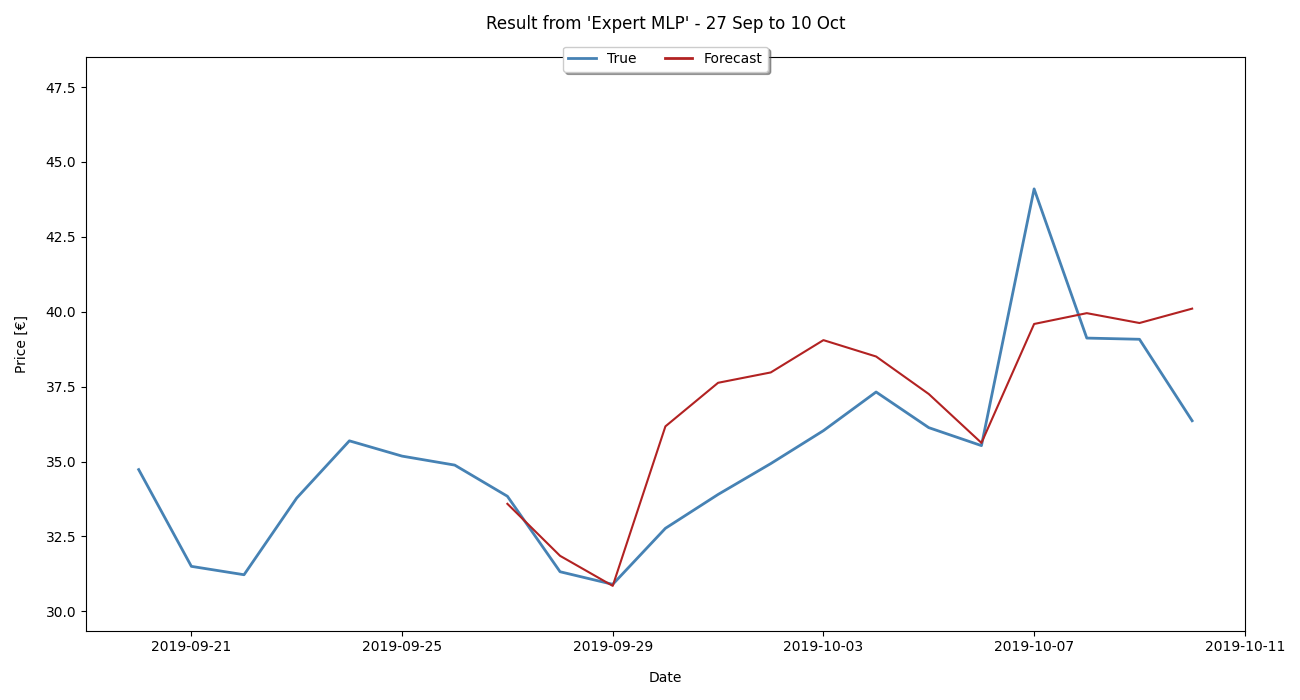 Result from 'Expert MLP' - 27 Sep to 10 Oct
True Forecast
47.5
45.0
42.5
40.0
37.5
35.0
32.5
30.0
Price [€]
2019-09-21 2019-09-25 2019-09-29 2019-10-03 2019-10-07 2019-10-11
Date